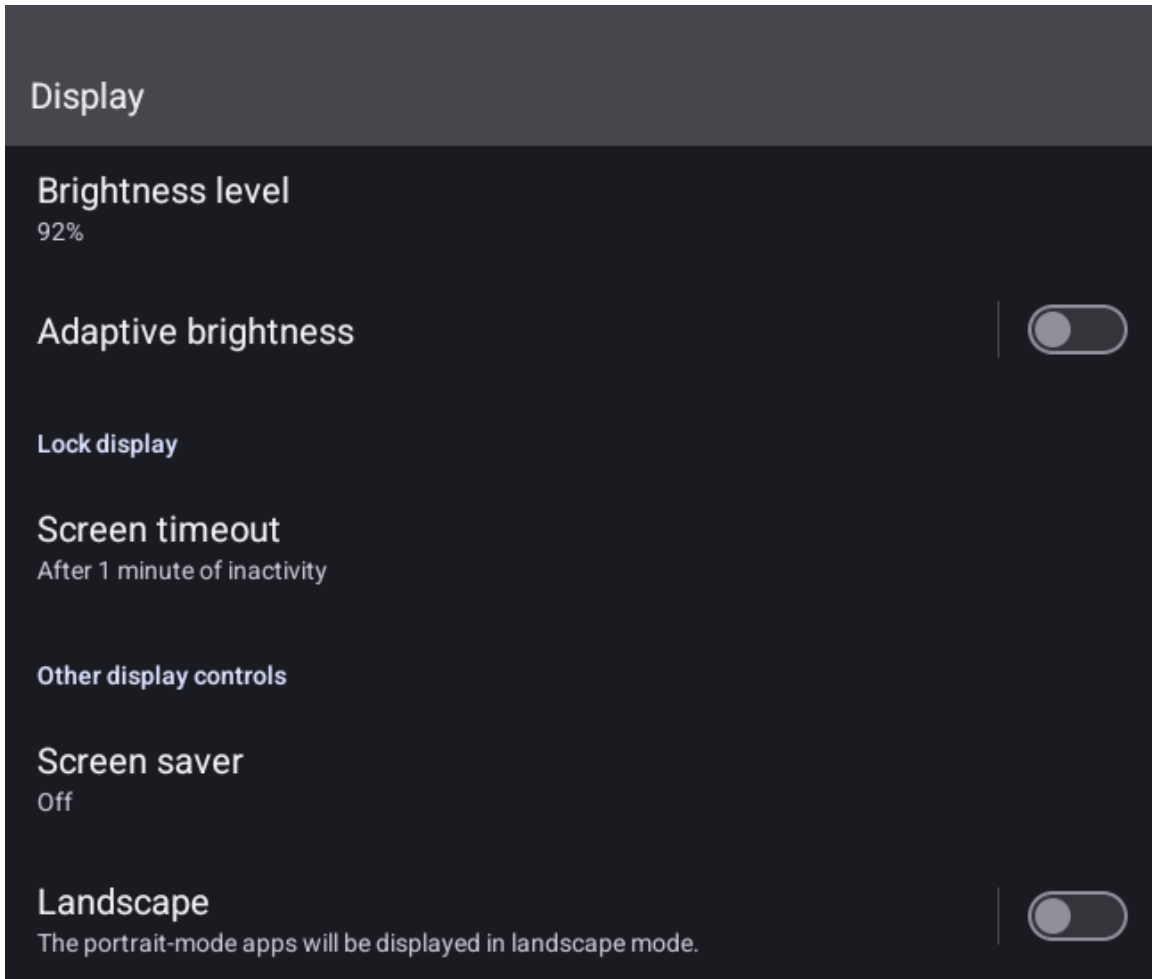 Display
Brightness level
92%
Adaptive brightness
Lock display
Screen timeout
After 1 minute of inactivity
Other display controls
Screen saver
Off
Landscape
The portrait-mode apps will be displayed in landscape mode.